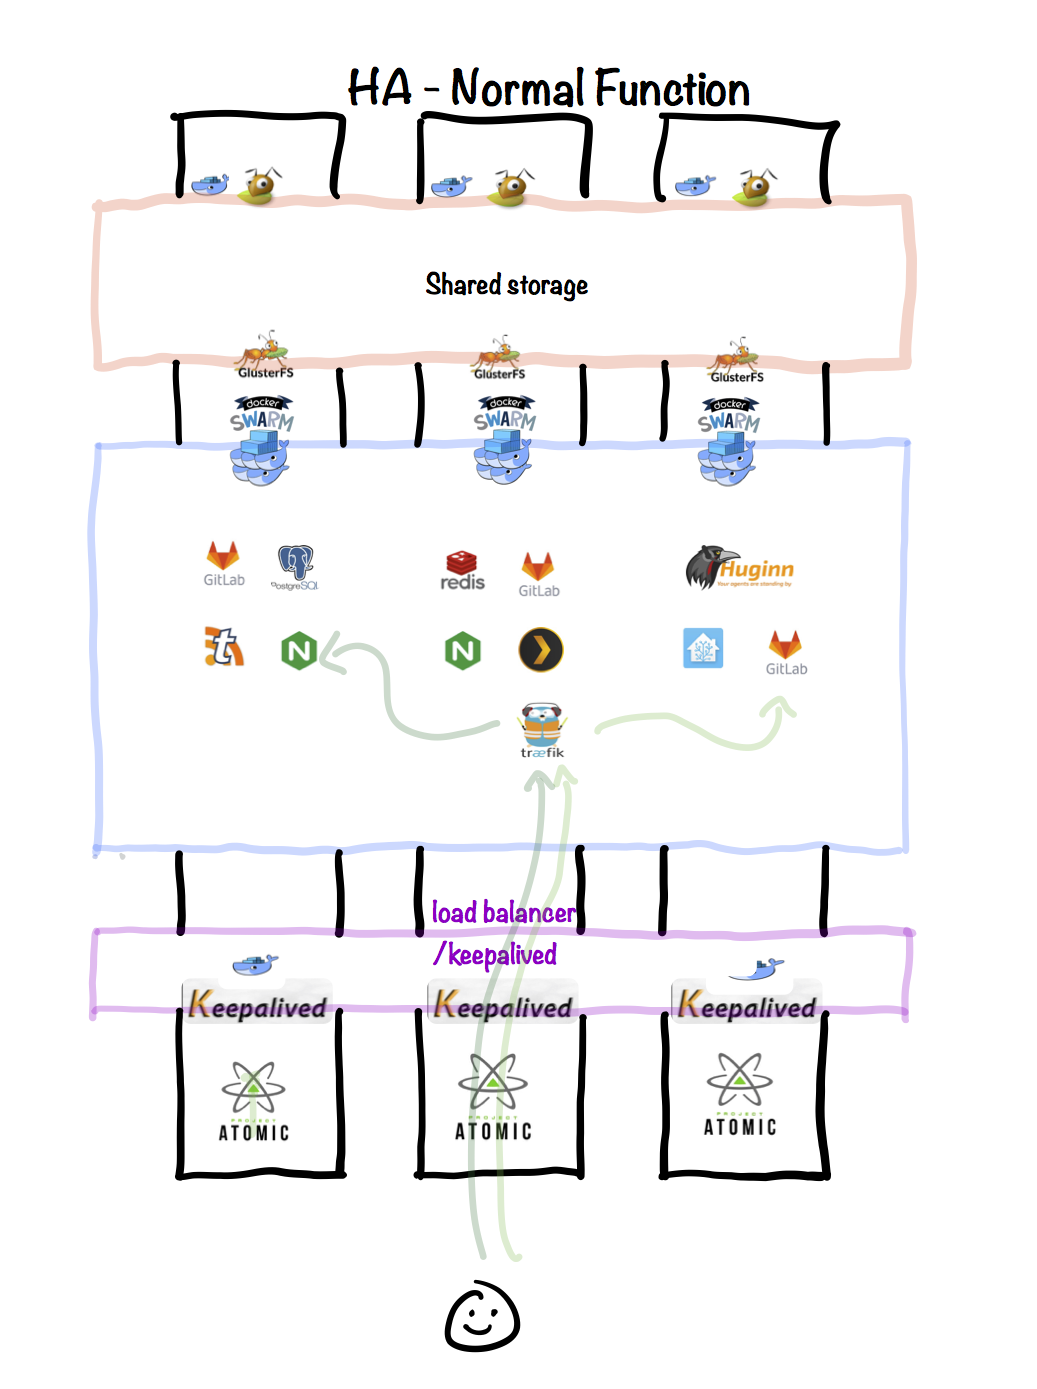 HA - Normal Function
Shared storage
GlusterFS
GlusterFS
GlusterFS
docker
SWARM
docker
SWARM
docker
SWARM
GitLab
PostgreSQL
redis
GitLab
Huginn
Your agents are standing by
t
N
N
GitLab
træfik
load balancer
/keepalived
Keepalived
Keepalived
Keepalived
PROJECT
ATOMIC
PROJECT
ATOMIC
PROJECT
ATOMIC